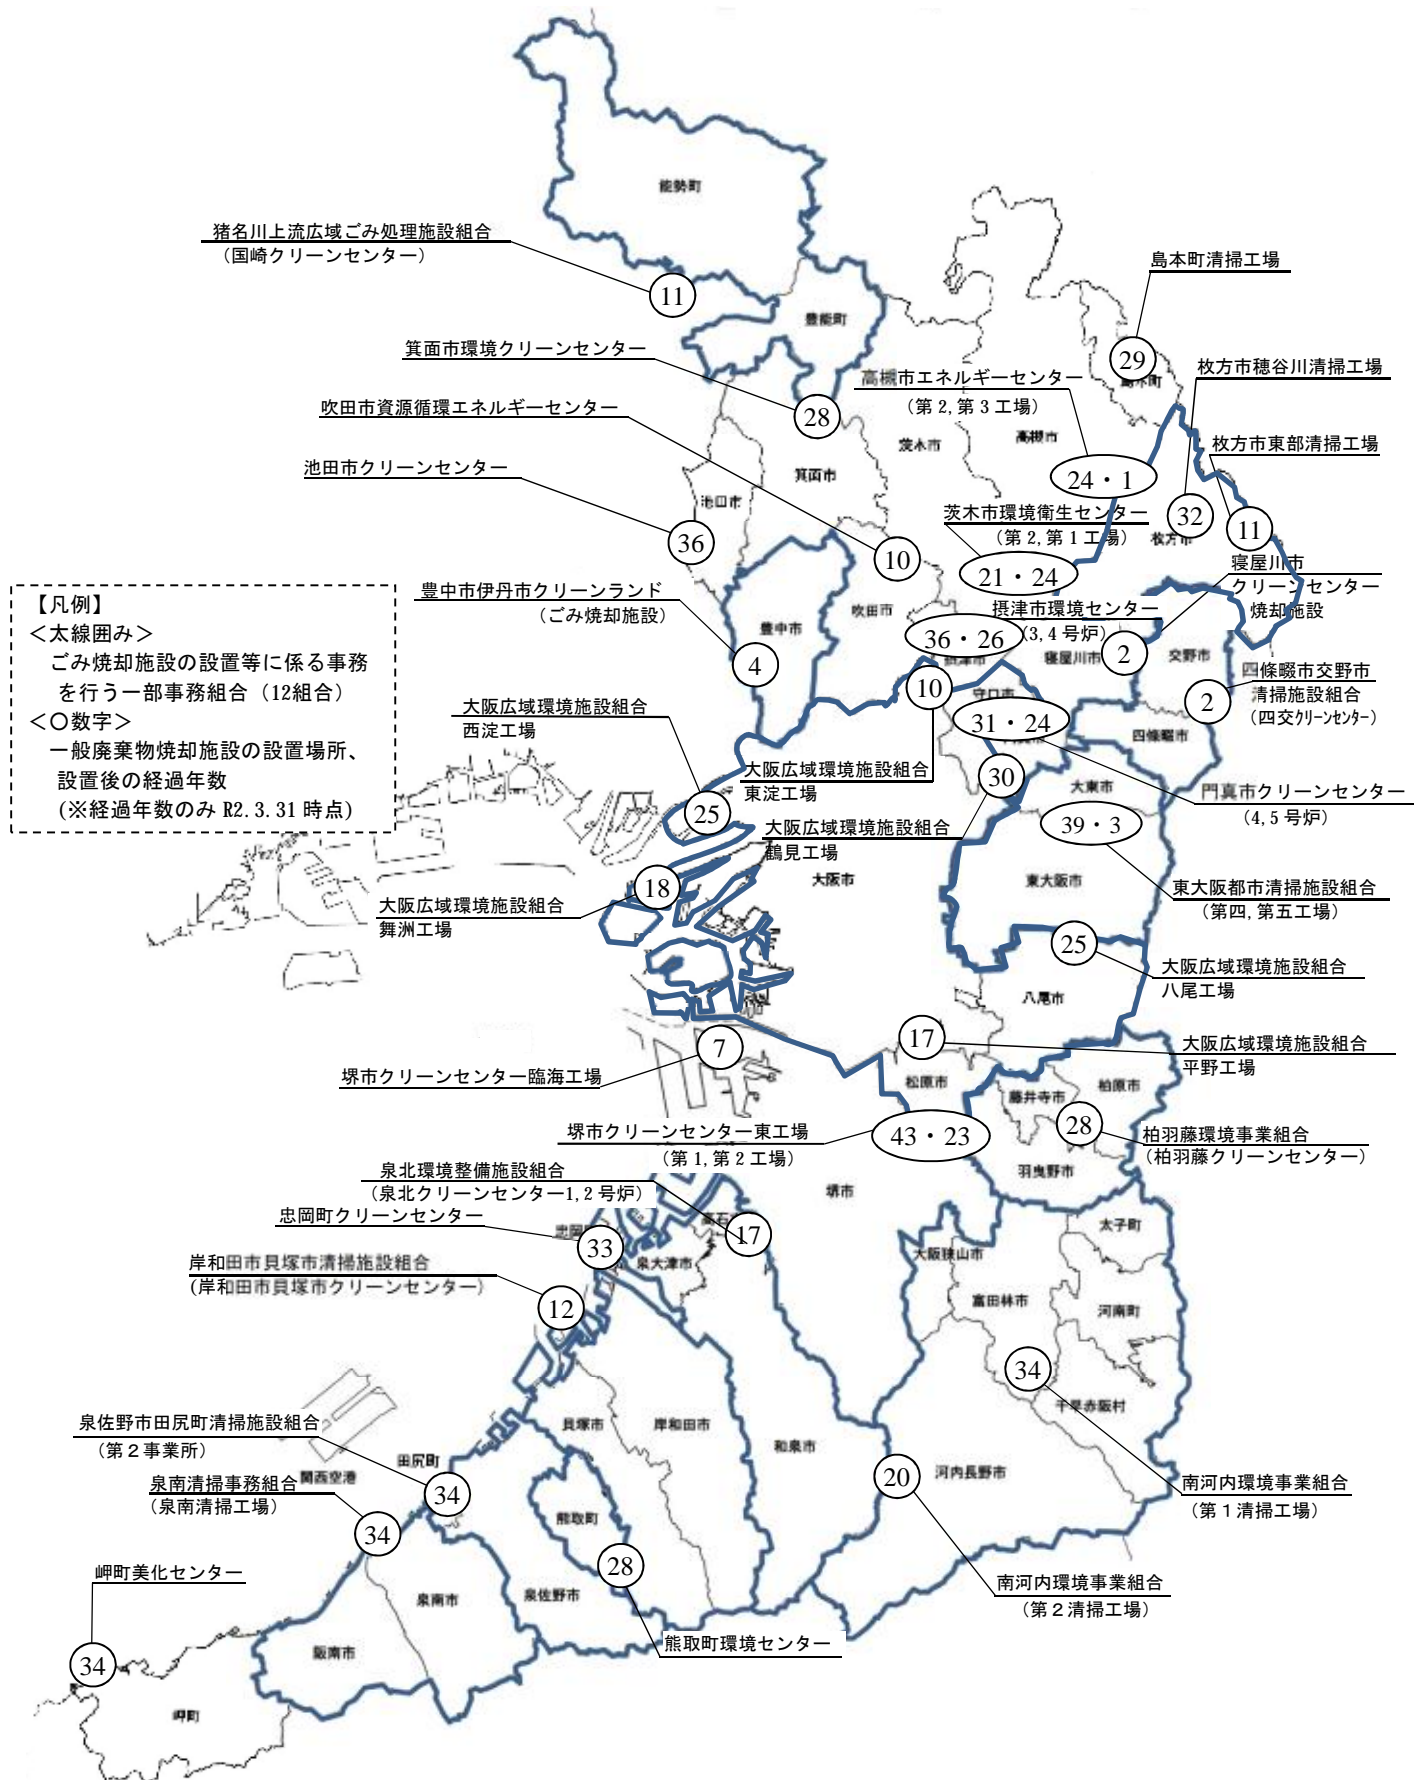 能勢町
猪名川上流広域ごみ処理施設組合
（国崎クリーンセンター）
11
豊能町
島本町清掃工場
29
箕面市環境クリーンセンター
28
高槻市エネルギーセンター
（第２,第３工場）
24・1
枚方市穂谷川清掃工場
32
吹田市資源循環エネルギーセンター
10
茨木市
高槻市
枚方市東部清掃工場
11
池田市クリーンセンター
36
池田市
箕面市
茨木市環境衛生センター
（第２,第１工場）
21・24
枚方市
寝屋川市
クリーンセンター
焼却施設
2
豊中市伊丹市クリーンランド
（ごみ焼却施設）
4
豊中市
吹田市
摂津市環境センター
（3,4号炉）
36・26
摂津市
寝屋川市
交野市
四條畷市交野市
清掃施設組合
（四交クリーンセンター）
2
【凡例】
＜太線囲み＞
ごみ焼却施設の設置等に係る事務
を行う一部事務組合（12組合）
＜〇数字＞
一般廃棄物焼却施設の設置場所、
設置後の経過年数
(※経過年数のみ R2.3.31 時点)
大阪広域環境施設組合
西淀工場
25
10
大阪広域環境施設組合
東淀工場
守口市
31・24
四條畷市
門真市クリーンセンター
（4,5号炉）
30
大阪広域環境施設組合
鶴見工場
大東市
39・3
東大阪都市清掃施設組合
（第四,第五工場）
大阪市
東大阪市
18
大阪広域環境施設組合
舞洲工場
25
大阪広域環境施設組合
八尾工場
八尾市
17
大阪広域環境施設組合
平野工場
7
堺市クリーンセンター臨海工場
松原市
藤井寺市
柏原市
堺市クリーンセンター東工場
（第１,第２工場）
43・23
28
柏羽藤環境事業組合
（柏羽藤クリーンセンター）
羽曳野市
泉北環境整備施設組合
（泉北クリーンセンター1,2号炉）
17
堺市
忠岡町クリーンセンター
33
泉大津市
大阪狭山市
太子町
岸和田市貝塚市清掃施設組合
（岸和田市貝塚市クリーンセンター）
12
富田林市
河南町
34
千早赤阪村
貝塚市
岸和田市
和泉市
河内長野市
泉佐野市田尻町清掃施設組合
（第２事業所）
田尻町
関西空港
34
20
南河内環境事業組合
（第１清掃工場）
泉南清掃事務組合
（泉南清掃工場）
34
熊取町
28
岬町美化センター
34
泉南市
泉佐野市
南河内環境事業組合
（第２清掃工場）
熊取町環境センター
阪南市
岬町